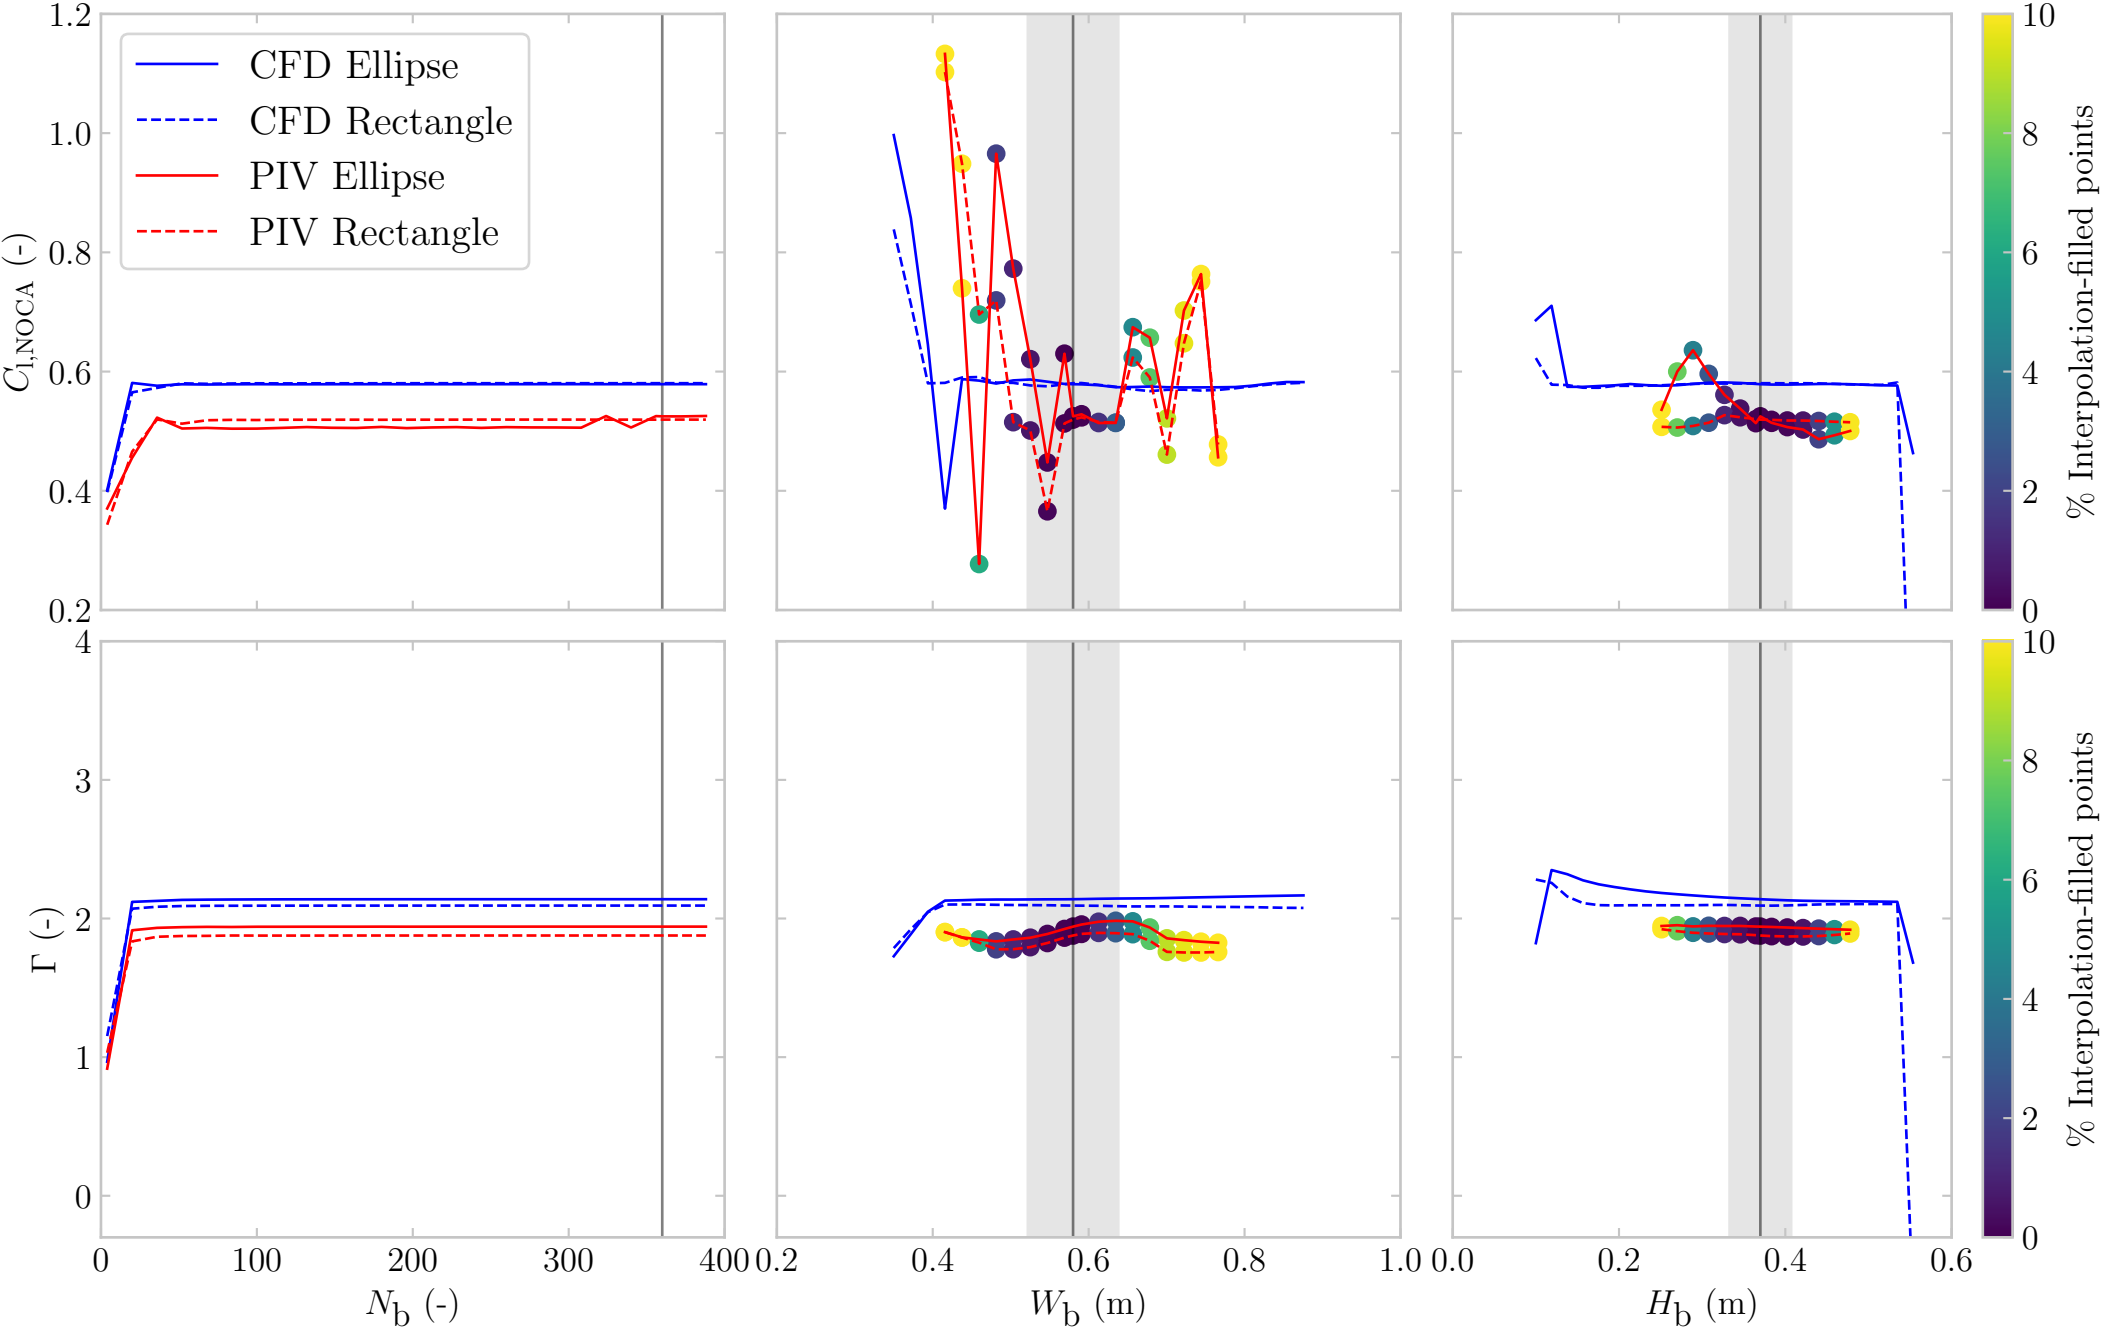 1.2
1.0
0.8
0.6
0.4
0.2
C_l,NOCA (-)
CFD Ellipse
CFD Rectangle
PIV Ellipse
PIV Rectangle
10
8
6
4
2
0
% Interpolation-filled points
4
3
2
1
0
Γ (-)
10
8
6
4
2
0
% Interpolation-filled points
0 100 200 300 400
N_b (-)
0.2 0.4 0.6 0.8 1.0
W_b (m)
0.0 0.2 0.4 0.6
H_b (m)